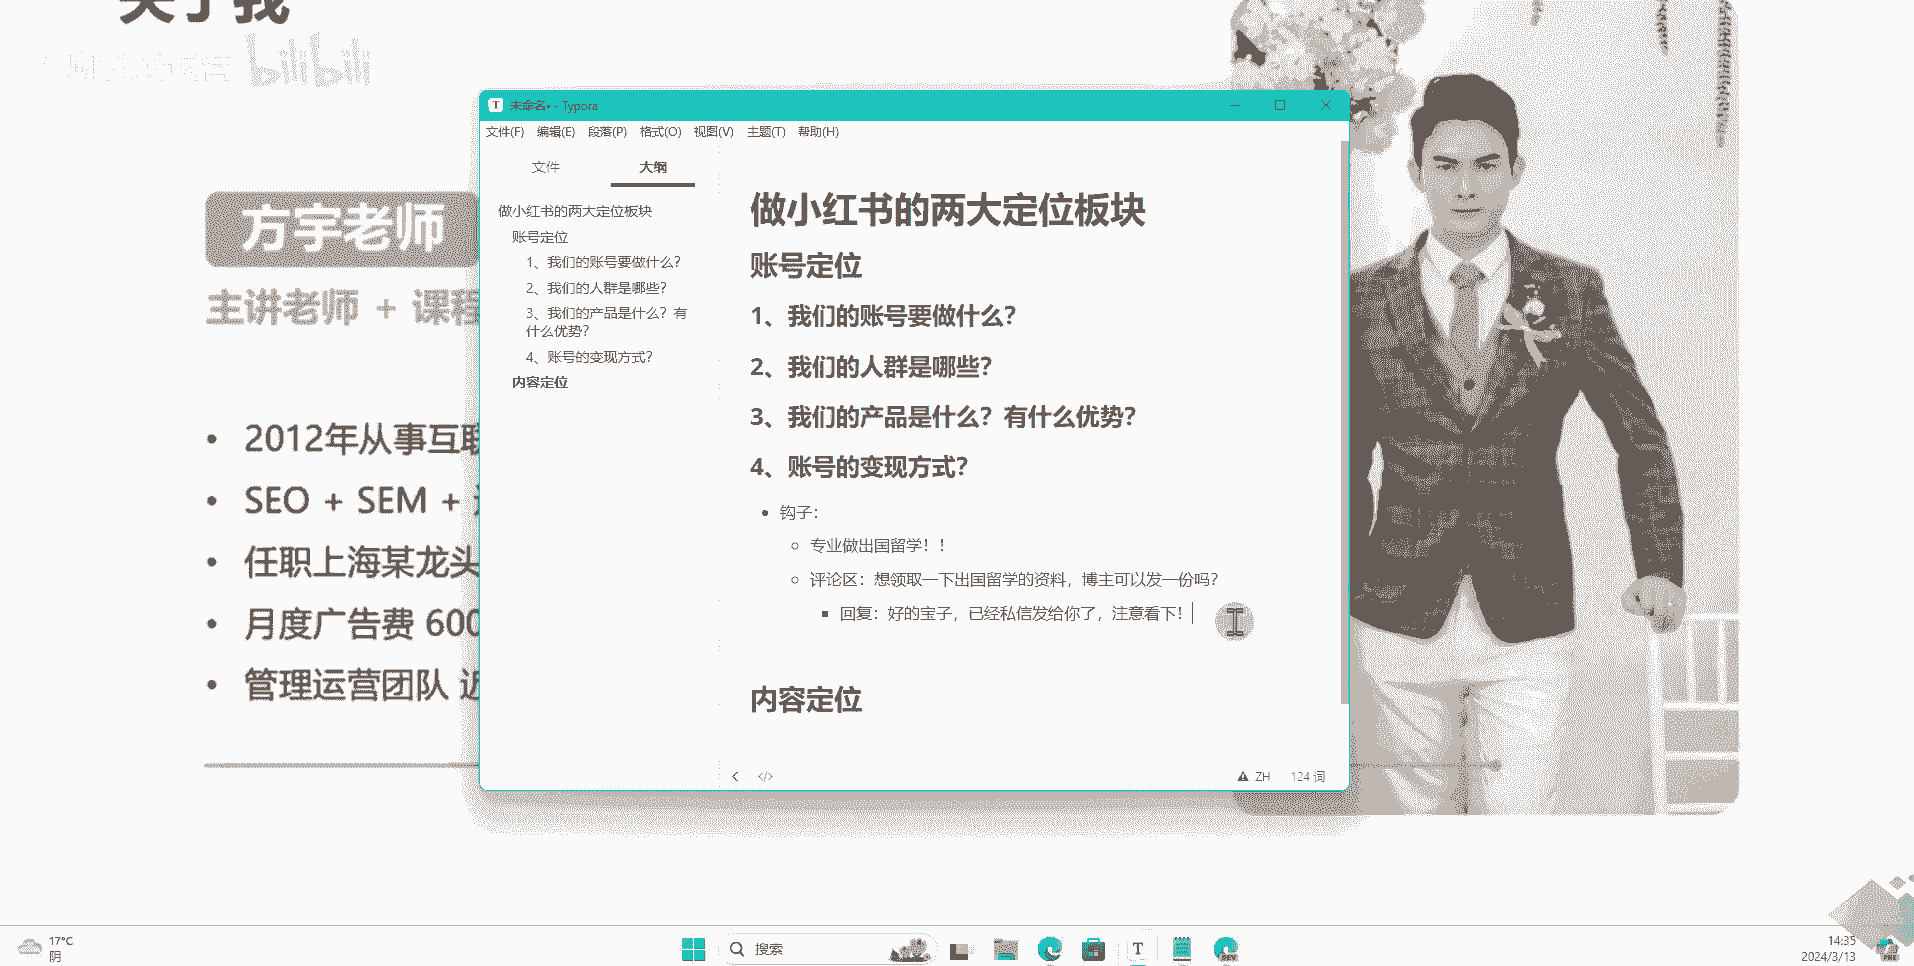 关于我
bilibili
方宇老师
主讲老师 + 课程
2012年从事互联
SEO + SEM +
任职上海某龙头
月度广告费 600
管理运营团队 近
未命名• - Typora
文件(F) 编辑(E) 段落(P) 格式(O) 视图(V) 主题(T) 帮助(H)
文件 大纲
做小红书的两大定位板块
账号定位
1、我们的账号要做什么？
2、我们的人群是哪些？
3、我们的产品是什么？有
什么优势？
4、账号的变现方式？
内容定位
做小红书的两大定位板块
账号定位
1、我们的账号要做什么？
2、我们的人群是哪些？
3、我们的产品是什么？有什么优势？
4、账号的变现方式？
钩子：
专业做出国留学！！
评论区：想领取一下出国留学的资料，博主可以发一份吗？
回复：好的宝子，已经私信发给你了，注意看下！
内容定位
ZH 124 词
17°C
阴
搜索
T
DEV
14:35
2024/3/13
PRE